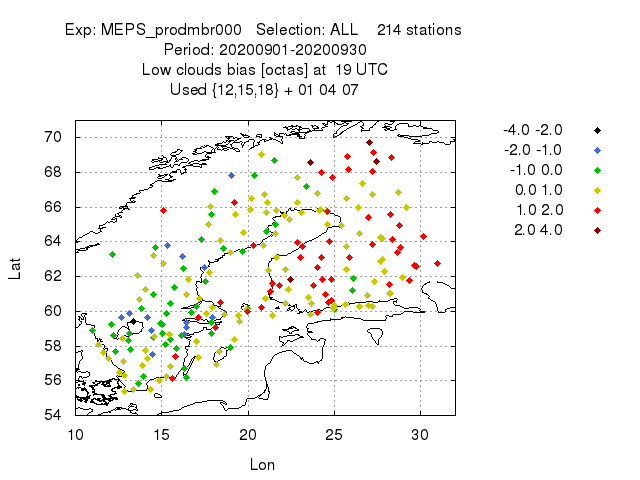 Exp: MEPS_prodmbr000   Selection: ALL    214 stations
Period: 20200901-20200930
Low clouds bias [octas] at  19 UTC
Used {12,15,18} + 01 04 07
-4.0 -2.0
-2.0 -1.0
-1.0 0.0
0.0 1.0
1.0 2.0
2.0 4.0
Lat
70
68
66
64
62
60
58
56
54
10 15 20 25 30
Lon